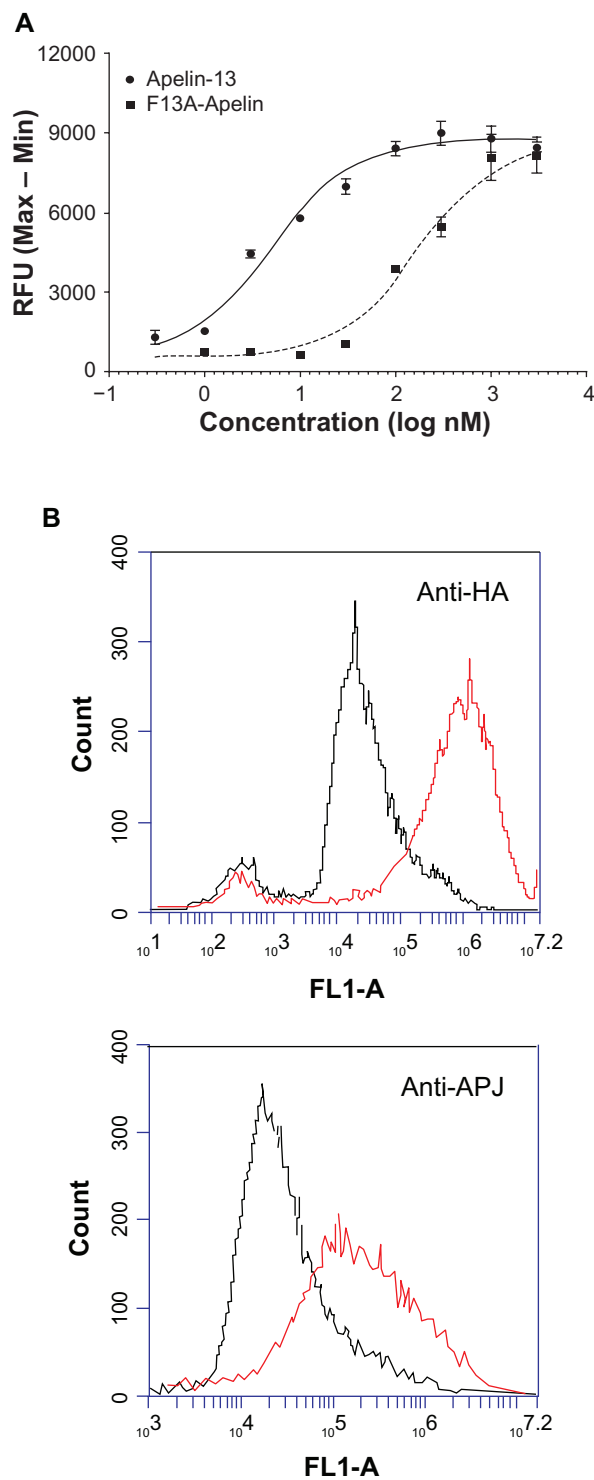 A
12000
9000
6000
3000
0
RFU (Max – Min)
Apelin-13
F13A-Apelin
−1 0 1 2 3 4
Concentration (log nM)
B
400
300
200
100
0
Count
Anti-HA
10^1 10^2 10^3 10^4 10^5 10^6 10^7.2
FL1-A
400
300
200
100
0
Count
Anti-APJ
10^3 10^4 10^5 10^6 10^7.2
FL1-A